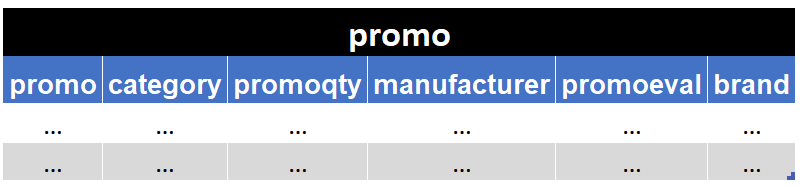 promo
promo category promoqty manufacturer promoeval brand
... ... ... ... ... ...
... ... ... ... ... ...